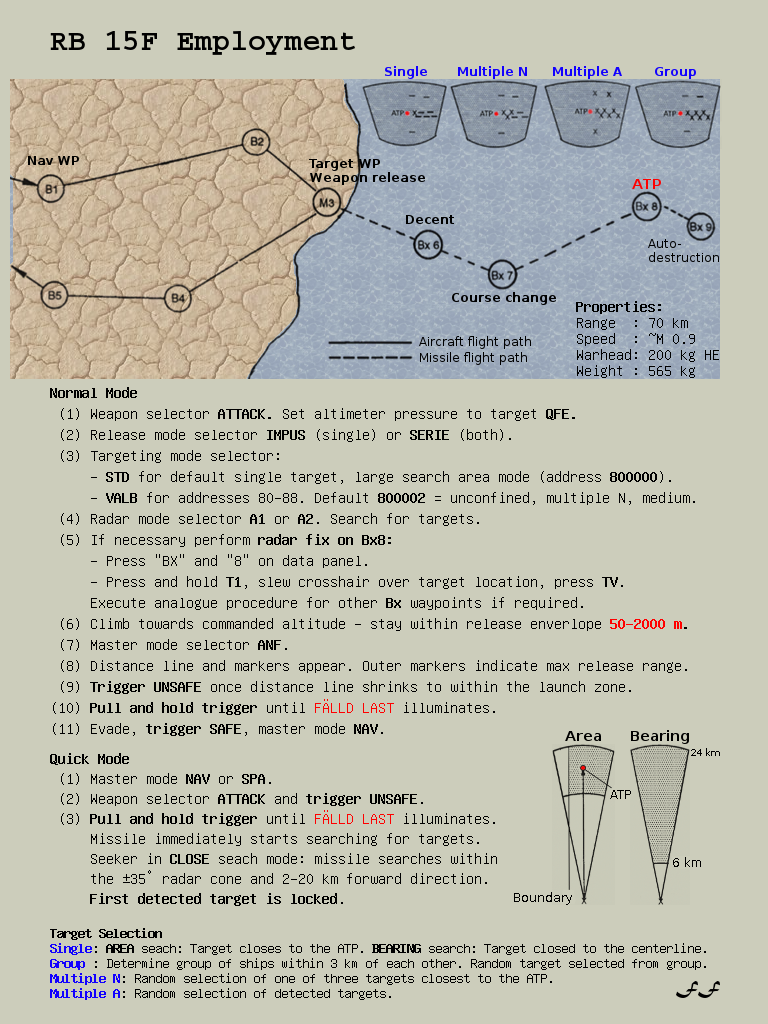 RB 15F Employment
Single Multiple N Multiple A Group
ATP ATP ATP ATP
Nav WP
B1
B2
Target WP
Weapon release
M3
Decent
Bx 6
Bx 7
Course change
ATP
Bx 8
Bx 9
Auto-
destruction
B5
B4
Aircraft flight path
Missile flight path
Properties:
Range : 70 km
Speed : ~M 0.9
Warhead: 200 kg HE
Weight : 565 kg
Normal Mode
(1) Weapon selector ATTACK. Set altimeter pressure to target QFE.
(2) Release mode selector IMPUS (single) or SERIE (both).
(3) Targeting mode selector:
– STD for default single target, large search area mode (address 800000).
– VALB for addresses 80–88. Default 800002 = unconfined, multiple N, medium.
(4) Radar mode selector A1 or A2. Search for targets.
(5) If necessary perform radar fix on Bx8:
– Press "BX" and "8" on data panel.
– Press and hold T1, slew crosshair over target location, press TV.
Execute analogue procedure for other Bx waypoints if required.
(6) Climb towards commanded altitude – stay within release enverlope 50–2000 m.
(7) Master mode selector ANF.
(8) Distance line and markers appear. Outer markers indicate max release range.
(9) Trigger UNSAFE once distance line shrinks to within the launch zone.
(10) Pull and hold trigger until FÄLLD LAST illuminates.
(11) Evade, trigger SAFE, master mode NAV.
Quick Mode
(1) Master mode NAV or SPA.
(2) Weapon selector ATTACK and trigger UNSAFE.
(3) Pull and hold trigger until FÄLLD LAST illuminates.
Missile immediately starts searching for targets.
Seeker in CLOSE seach mode: missile searches within
the ±35° radar cone and 2–20 km forward direction.
First detected target is locked.
Area Bearing
24 km
ATP
6 km
Boundary
Target Selection
Single: AREA seach: Target closes to the ATP. BEARING search: Target closed to the centerline.
Group : Determine group of ships within 3 km of each other. Random target selected from group.
Multiple N: Random selection of one of three targets closest to the ATP.
Multiple A: Random selection of detected targets.